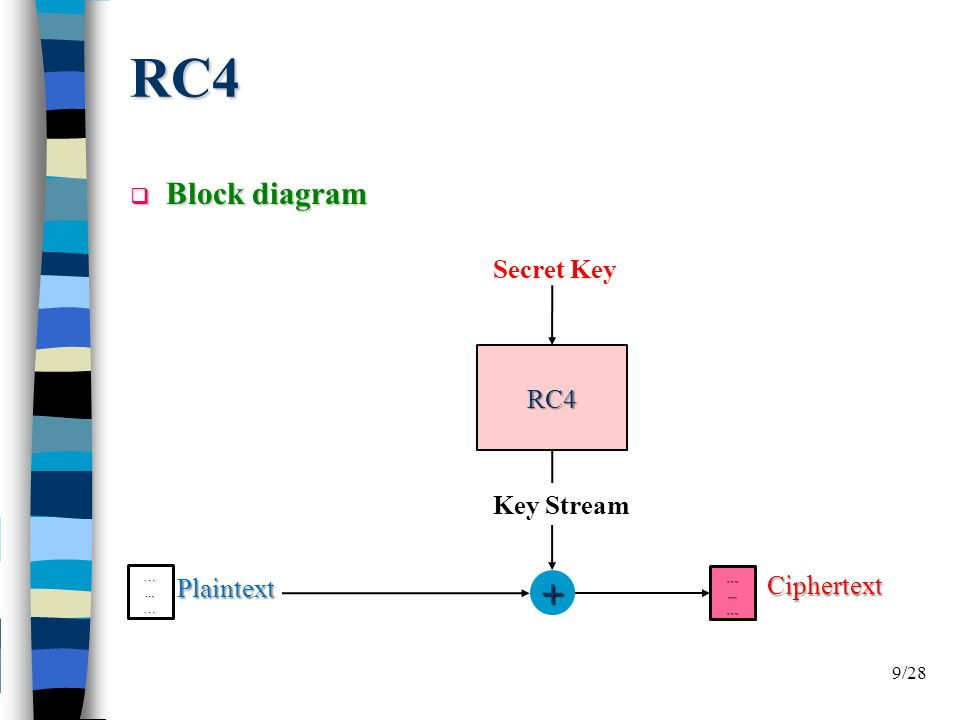 RC4
Block diagram
Secret Key
RC4
Key Stream
... Plaintext + ... Ciphertext
...
...
...
...
9/28